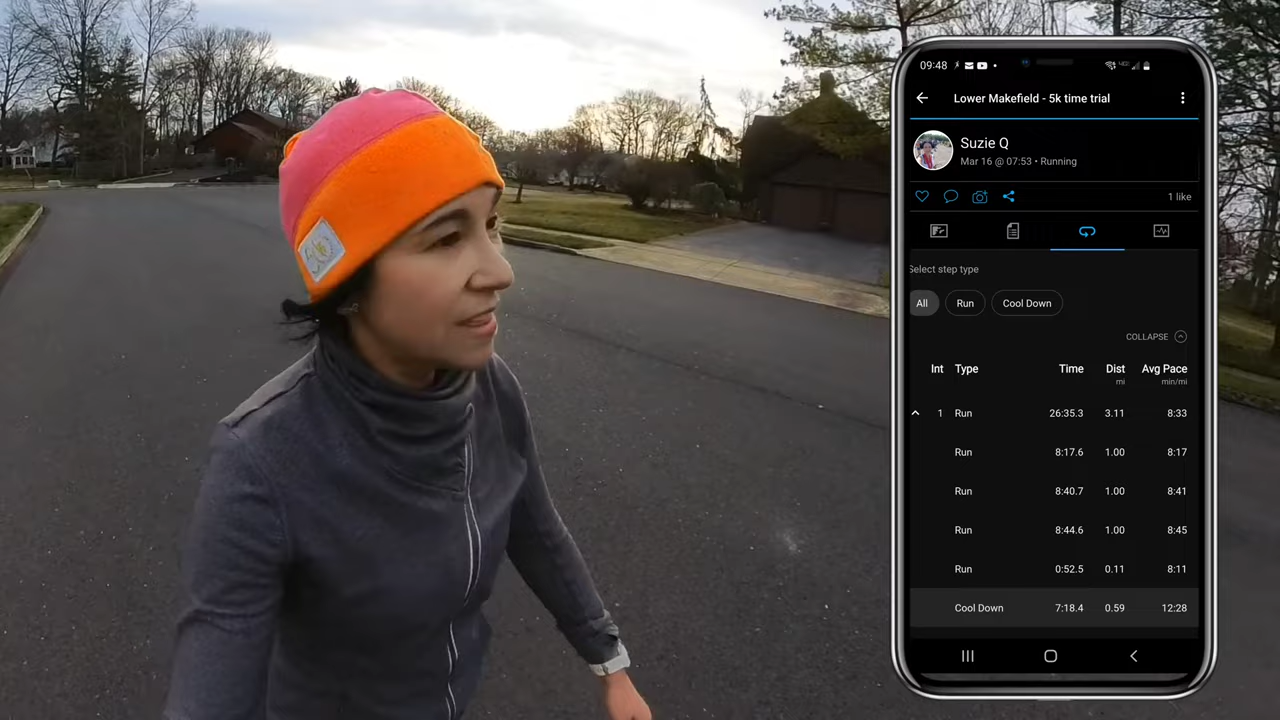 09:48
Lower Makefield - 5k time trial
Suzie Q
Mar 16 @ 07:53 • Running
1 like
Select step type
All Run Cool Down
COLLAPSE
Int Type Time Dist Avg Pace
mi min/mi
1 Run 26:35.3 3.11 8:33
Run 8:17.6 1.00 8:17
Run 8:40.7 1.00 8:41
Run 8:44.6 1.00 8:45
Run 0:52.5 0.11 8:11
Cool Down 7:18.4 0.59 12:28